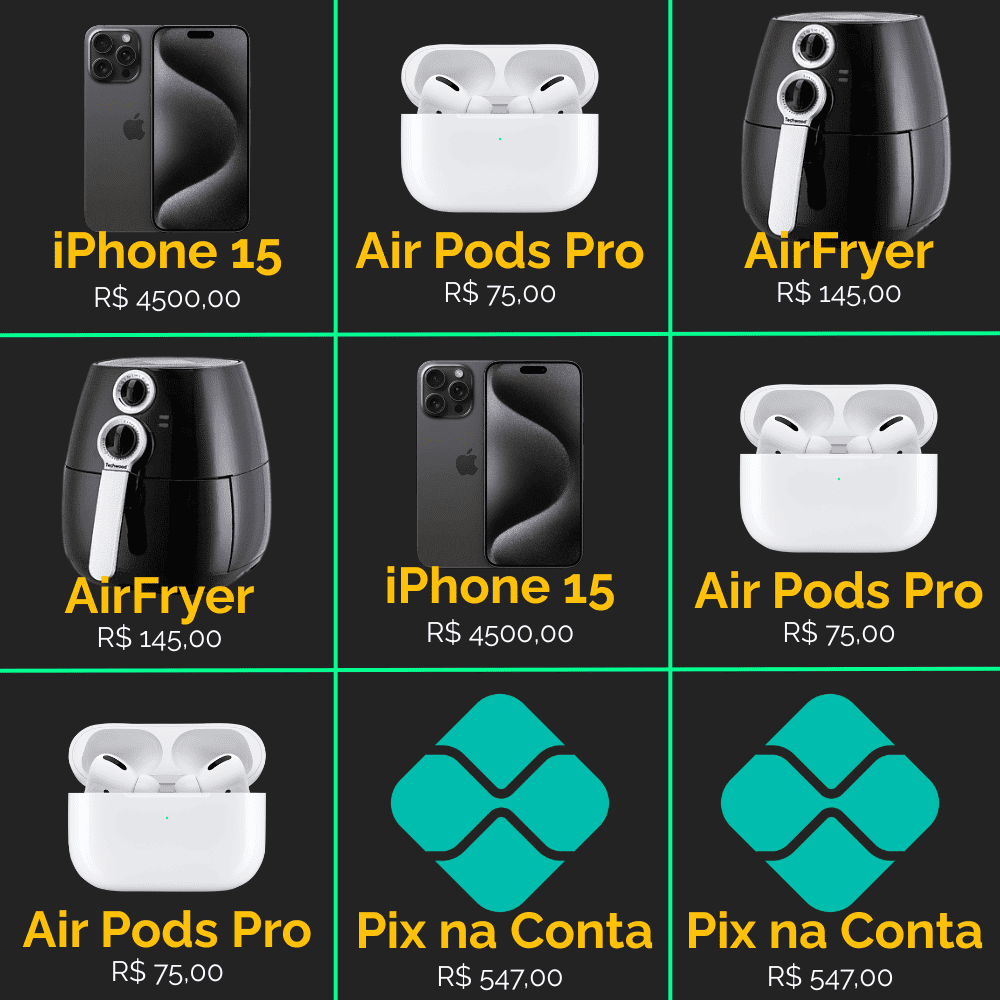 iPhone 15
R$ 4500,00
Air Pods Pro
R$ 75,00
Techwood
AirFryer
R$ 145,00
Techwood
AirFryer
R$ 145,00
iPhone 15
R$ 4500,00
Air Pods Pro
R$ 75,00
Air Pods Pro
R$ 75,00
Pix na Conta
R$ 547,00
Pix na Conta
R$ 547,00